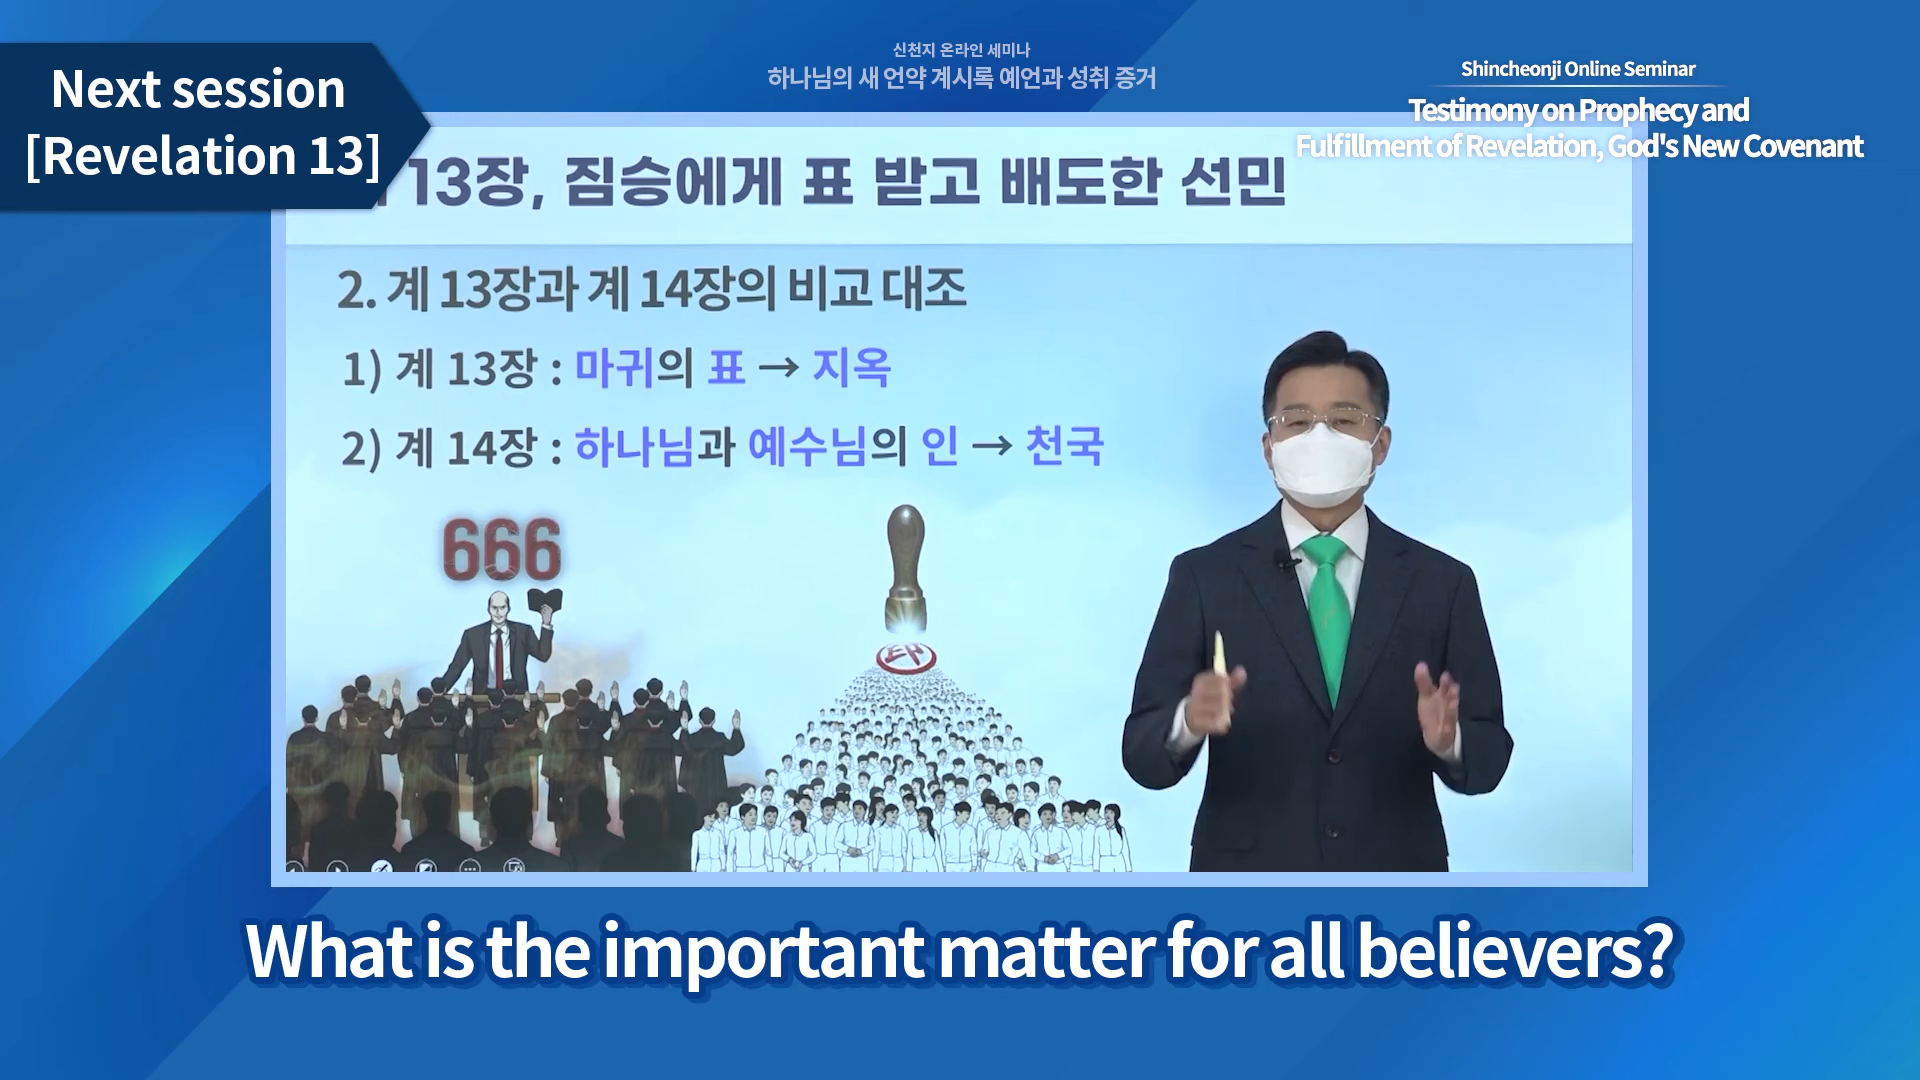 Next session
[Revelation 13]
신천지 온라인 세미나
하나님의 새 언약 계시록 예언과 성취 증거
Shincheonji Online Seminar
Testimony on Prophecy and
Fulfillment of Revelation, God's New Covenant
13장, 짐승에게 표 받고 배도한 선민
2. 계 13장과 계 14장의 비교 대조
1) 계 13장 : 마귀의 표 → 지옥
2) 계 14장 : 하나님과 예수님의 인 → 천국
666
印
What is the important matter for all believers?